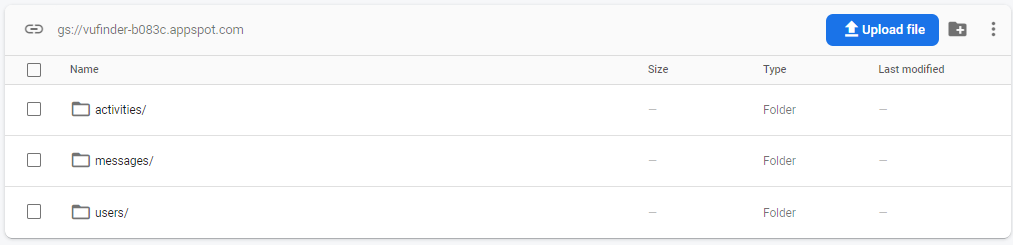 gs://vufinder-b083c.appspot.com Upload file
Name Size Type Last modified
activities/ — Folder —
messages/ — Folder —
users/ — Folder —